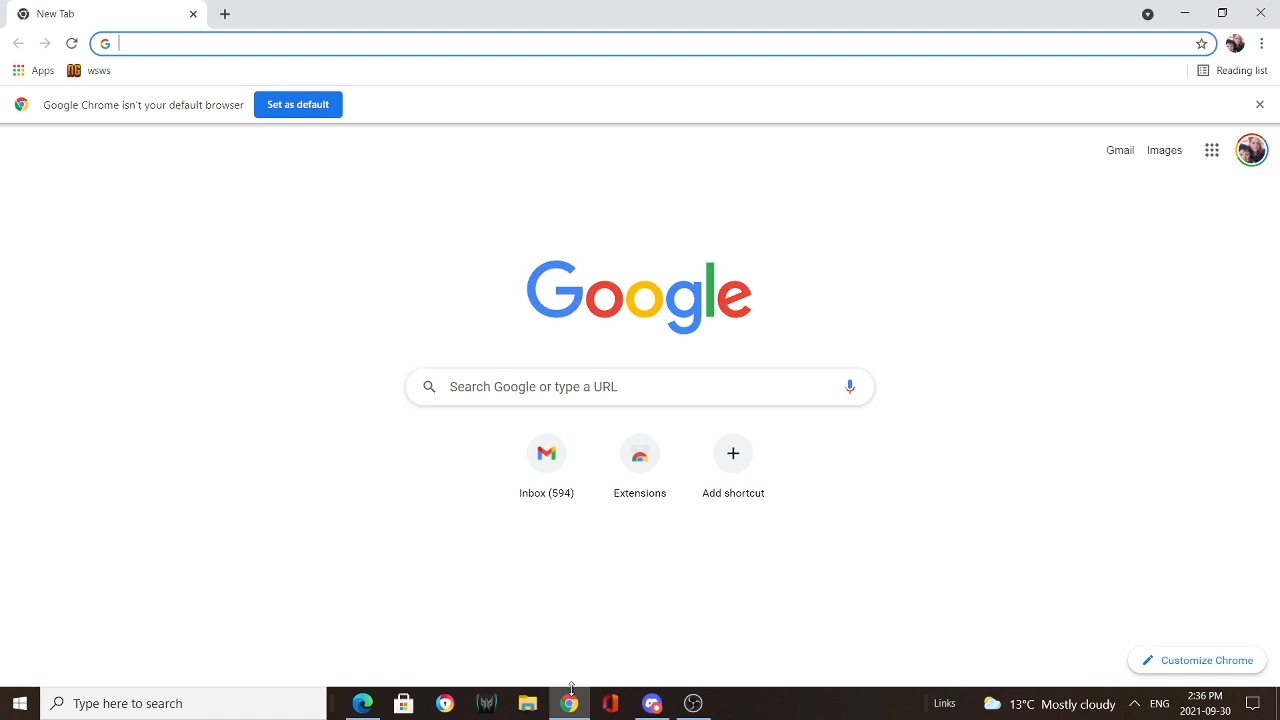 New Tab
Apps
wsws
Reading list
Google Chrome isn't your default browser
Set as default
Gmail
Images
Google
Search Google or type a URL
Inbox (594)
Extensions
Add shortcut
Customize Chrome
Type here to search
Links
13°C Mostly cloudy
ENG
2:36 PM
2021-09-30